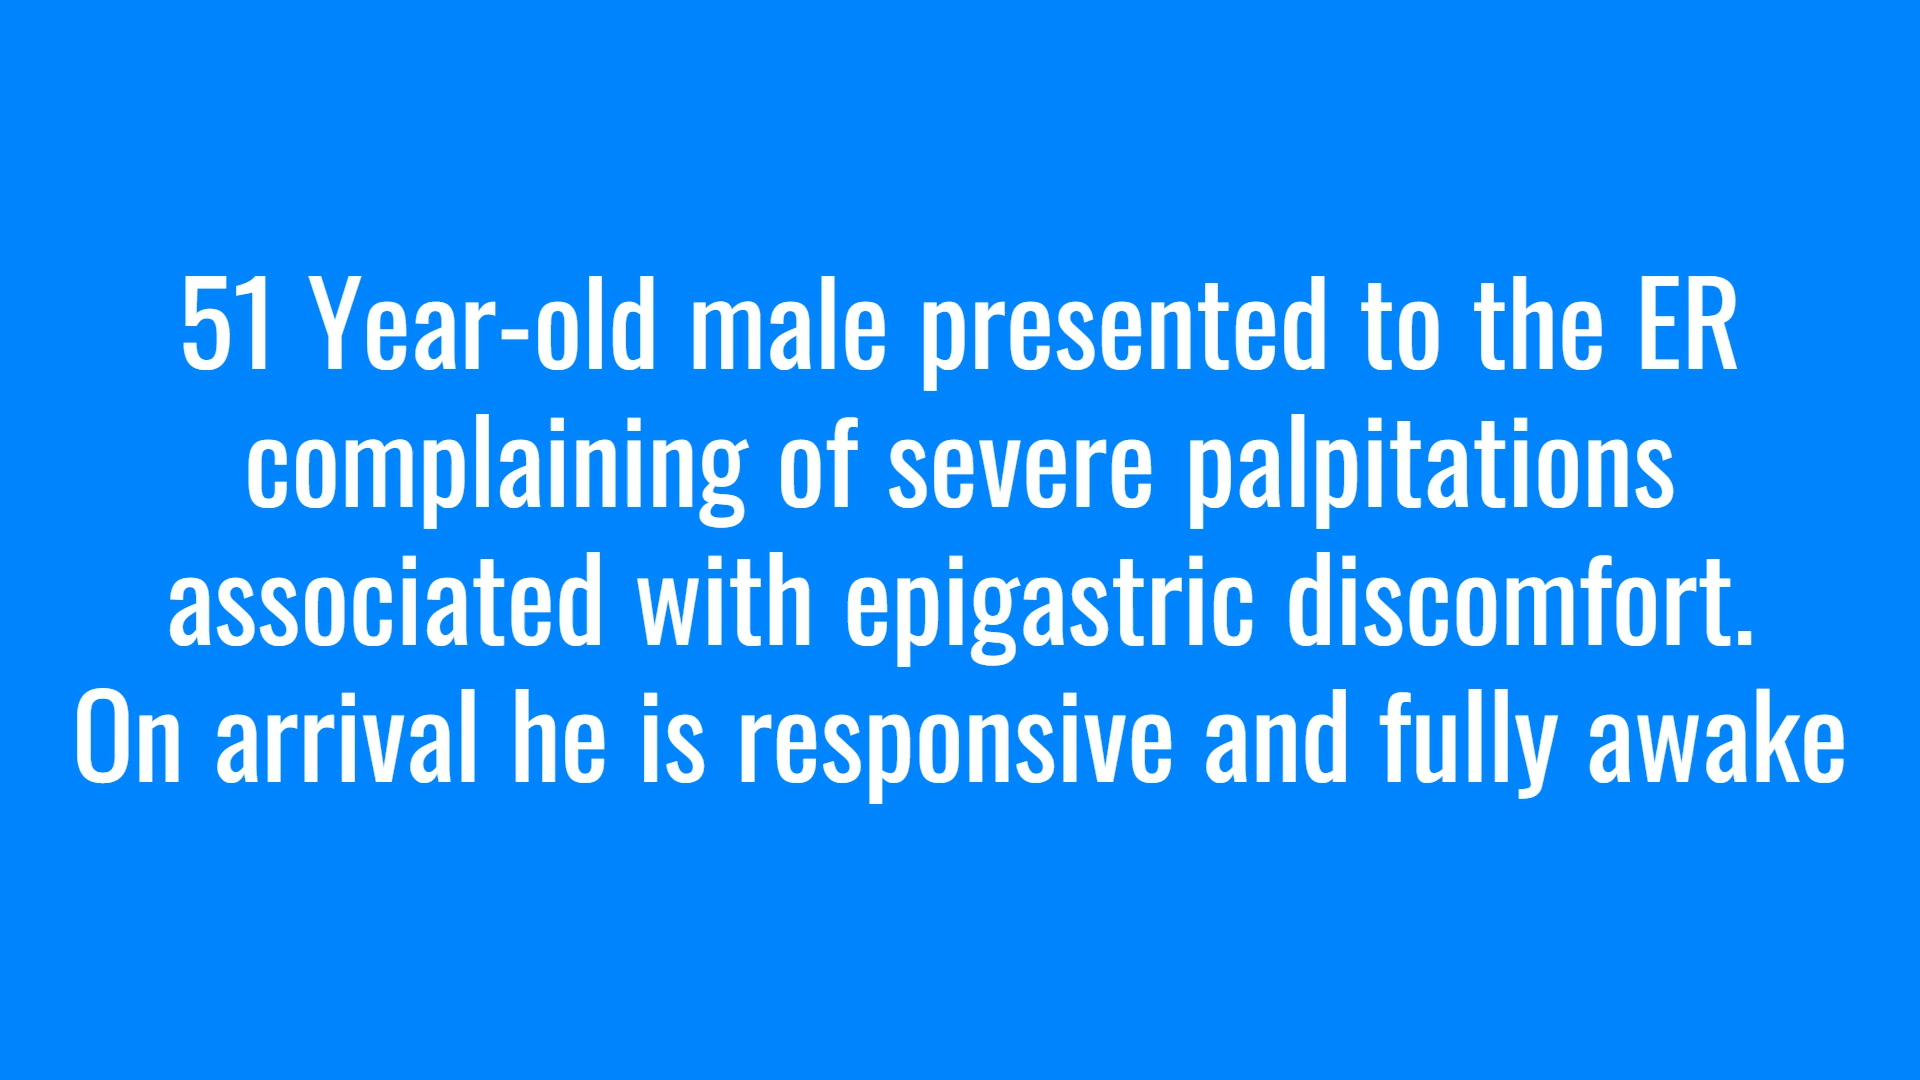 51 Year-old male presented to the ER
complaining of severe palpitations
associated with epigastric discomfort.
On arrival he is responsive and fully awake